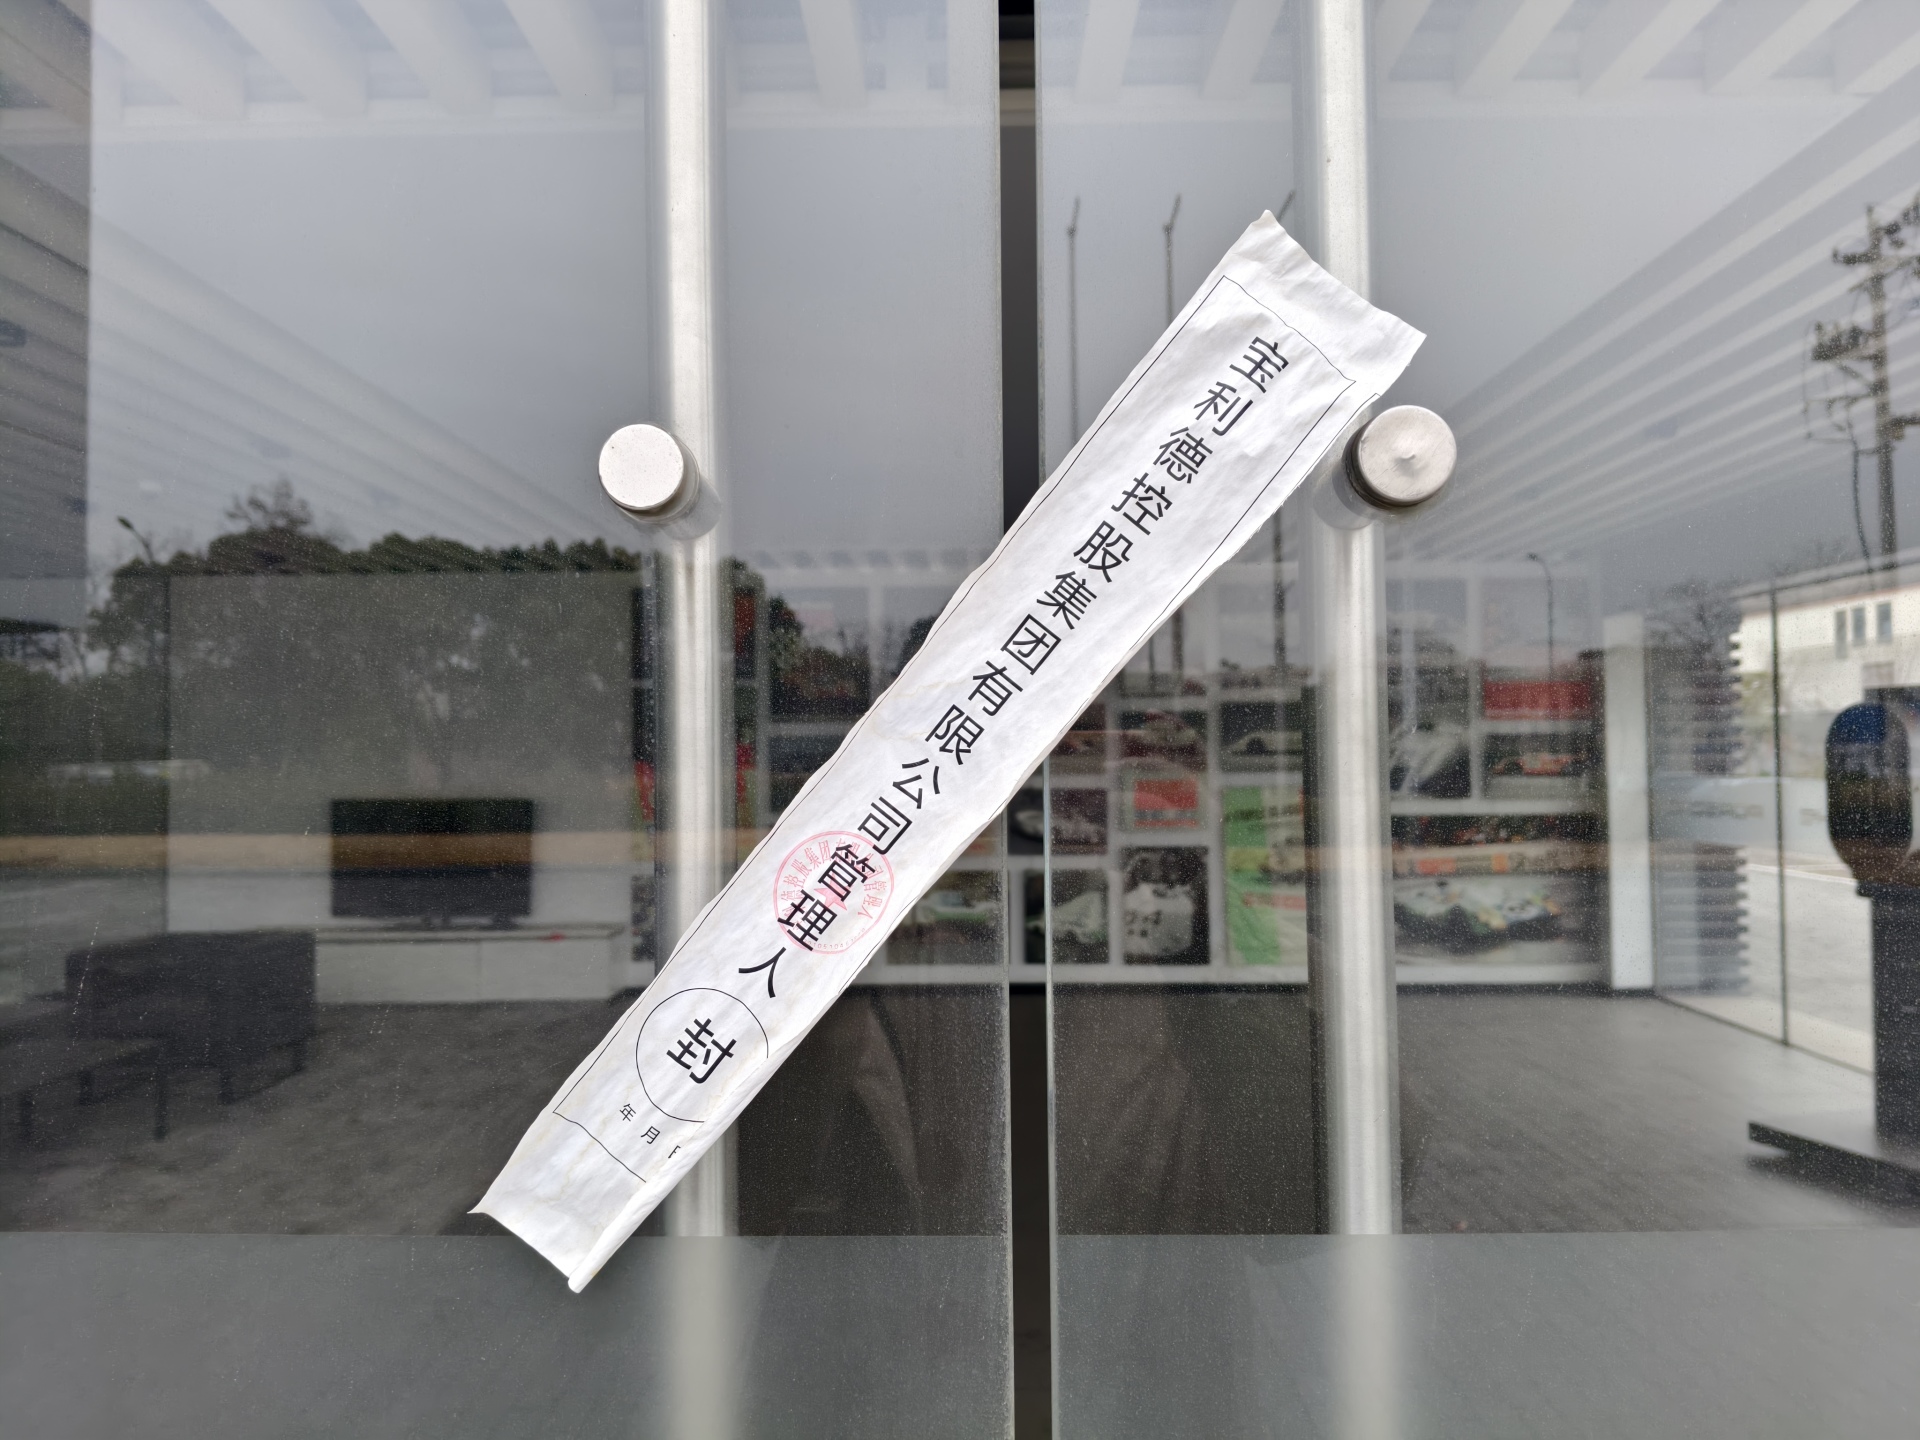 宝利德控股集团有限公司管理人
封
年 月